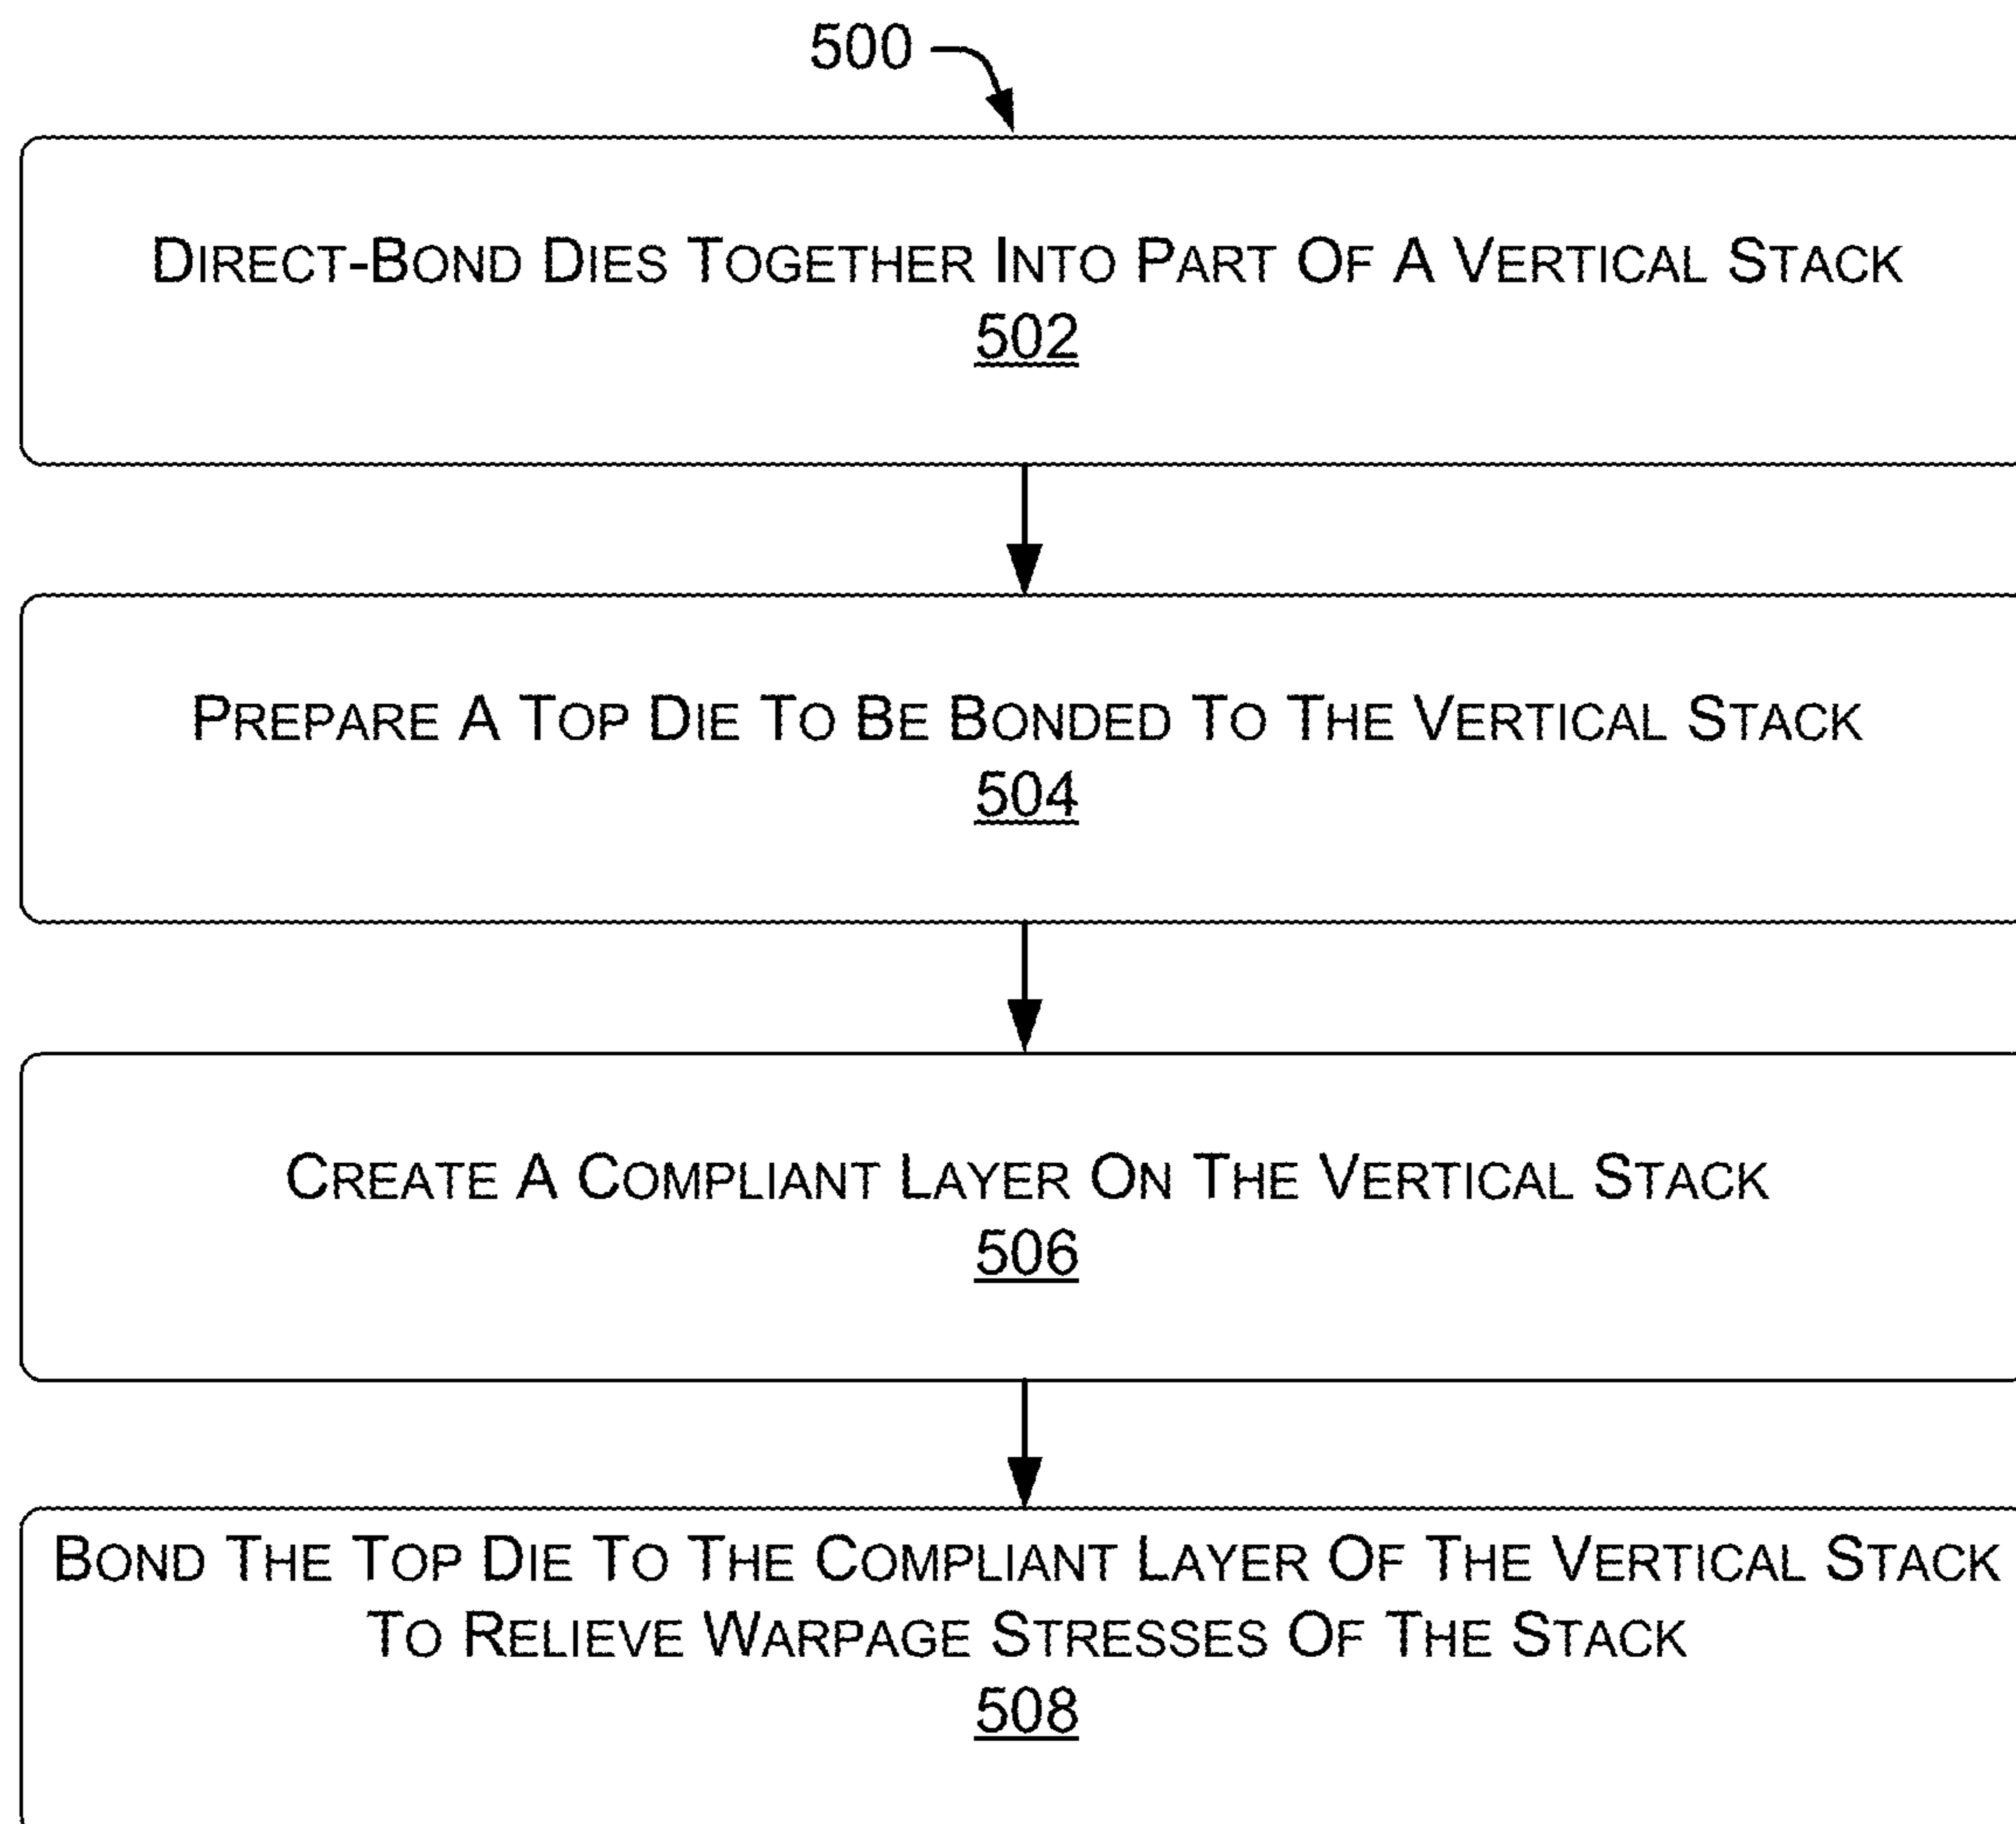 500
DIRECT-BOND DIES TOGETHER INTO PART OF A VERTICAL STACK
502
PREPARE A TOP DIE TO BE BONDED TO THE VERTICAL STACK
504
CREATE A COMPLIANT LAYER ON THE VERTICAL STACK
506
BOND THE TOP DIE TO THE COMPLIANT LAYER OF THE VERTICAL STACK
TO RELIEVE WARPAGE STRESSES OF THE STACK
508